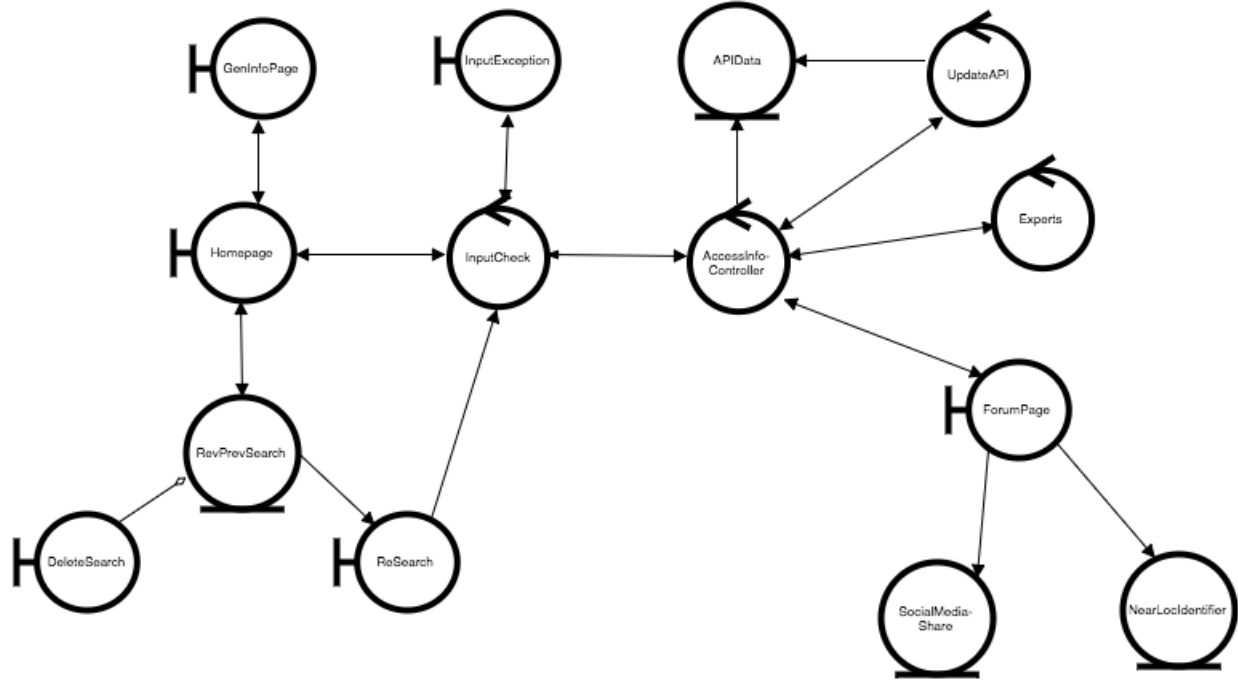 GenInfoPage
InputException
APIData
UpdateAPI
Experts
Homepage
InputCheck
AccessInfo-
Controller
ForumPage
RevPrevSearch
DeleteSearch
ReSearch
SocialMedia-
Share
NearLocIdentifier